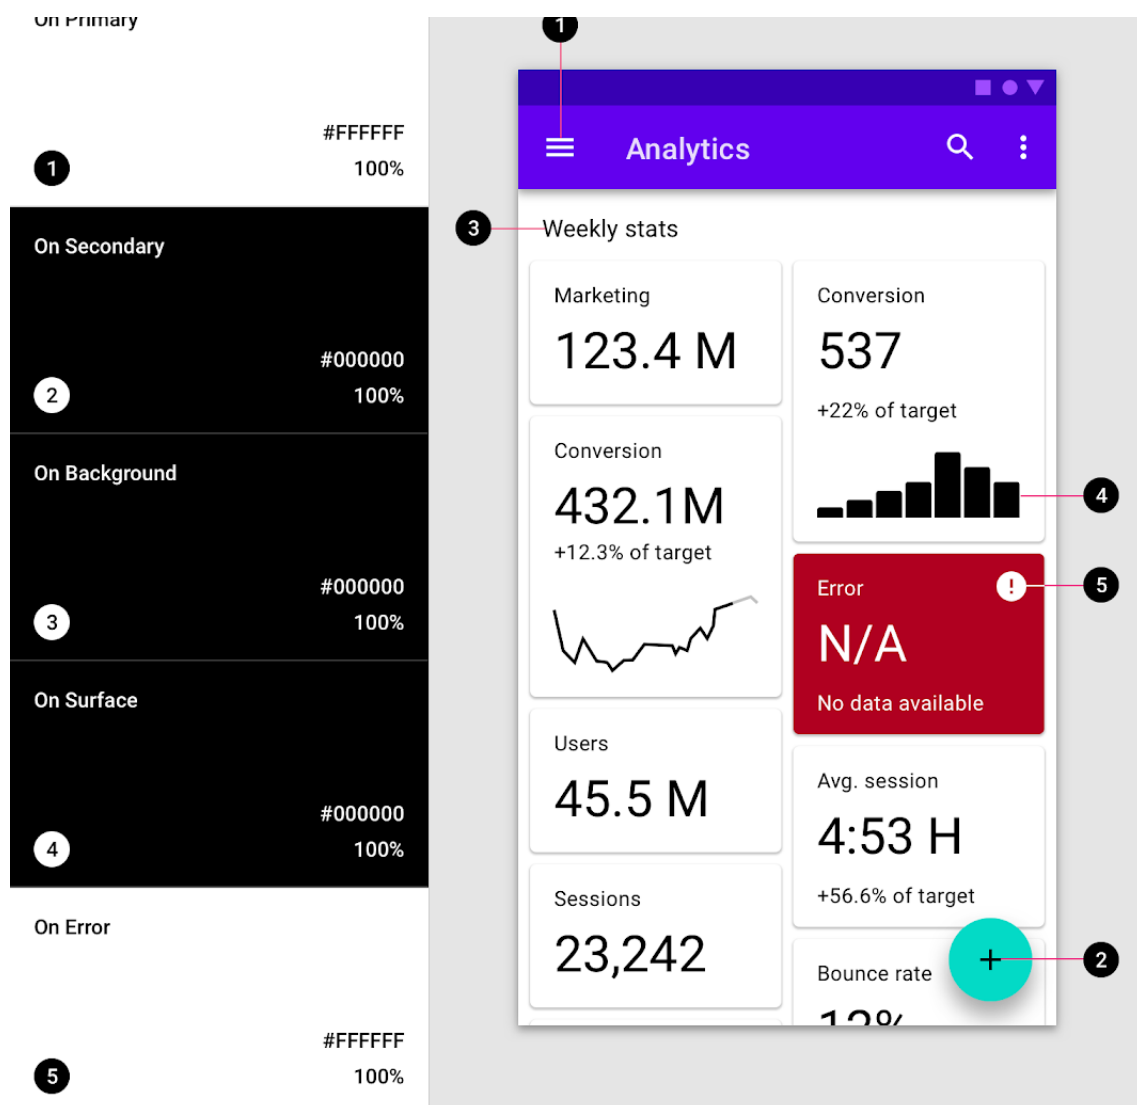 On Primary
#FFFFFF
1
100%
On Secondary
#000000
2
100%
On Background
#000000
3
100%
On Surface
#000000
4
100%
On Error
#FFFFFF
5
100%
1
Analytics
3
Weekly stats
Marketing
123.4 M
Conversion
432.1M
+12.3% of target
Users
45.5 M
Sessions
23,242
Conversion
537
+22% of target
4
Error
!
5
N/A
No data available
Avg. session
4:53 H
+56.6% of target
+
2
Bounce rate
12%